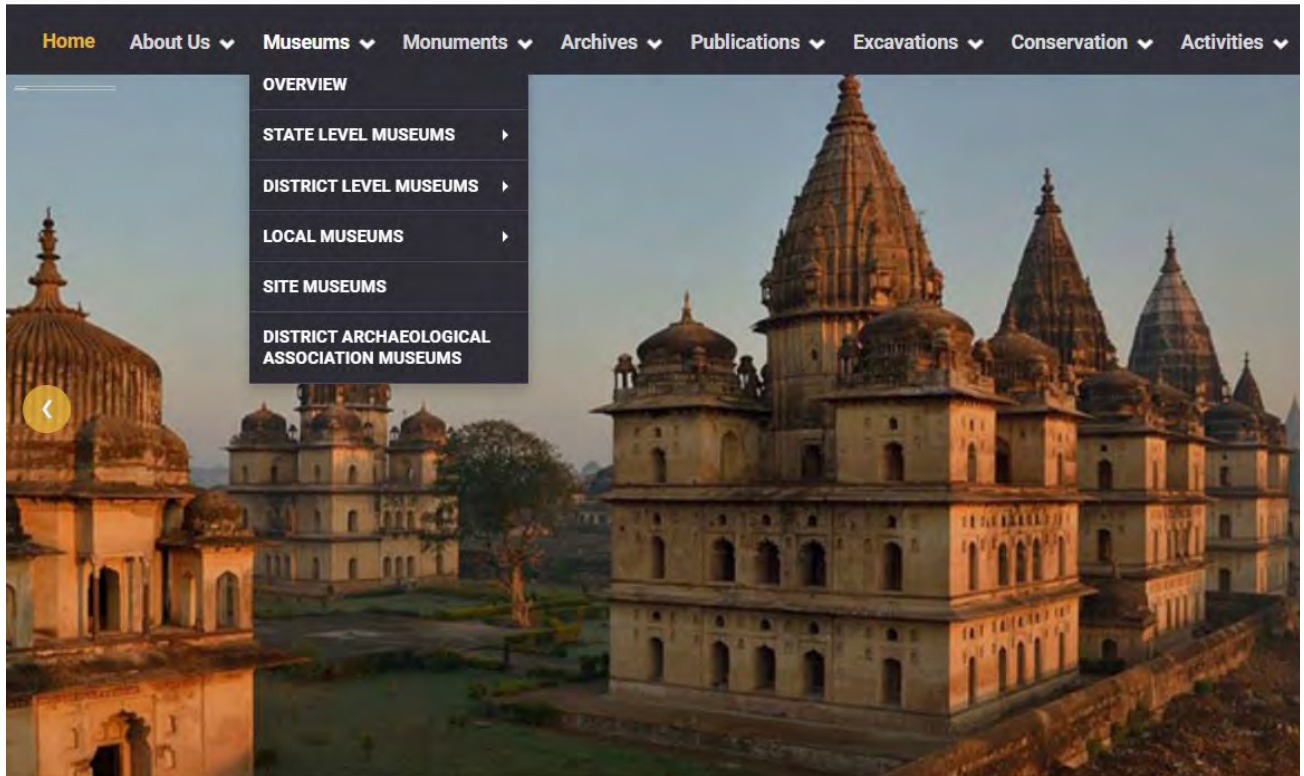 Home About Us Museums Monuments Archives Publications Excavations Conservation Activities
OVERVIEW
STATE LEVEL MUSEUMS
DISTRICT LEVEL MUSEUMS
LOCAL MUSEUMS
SITE MUSEUMS
DISTRICT ARCHAEOLOGICAL
ASSOCIATION MUSEUMS